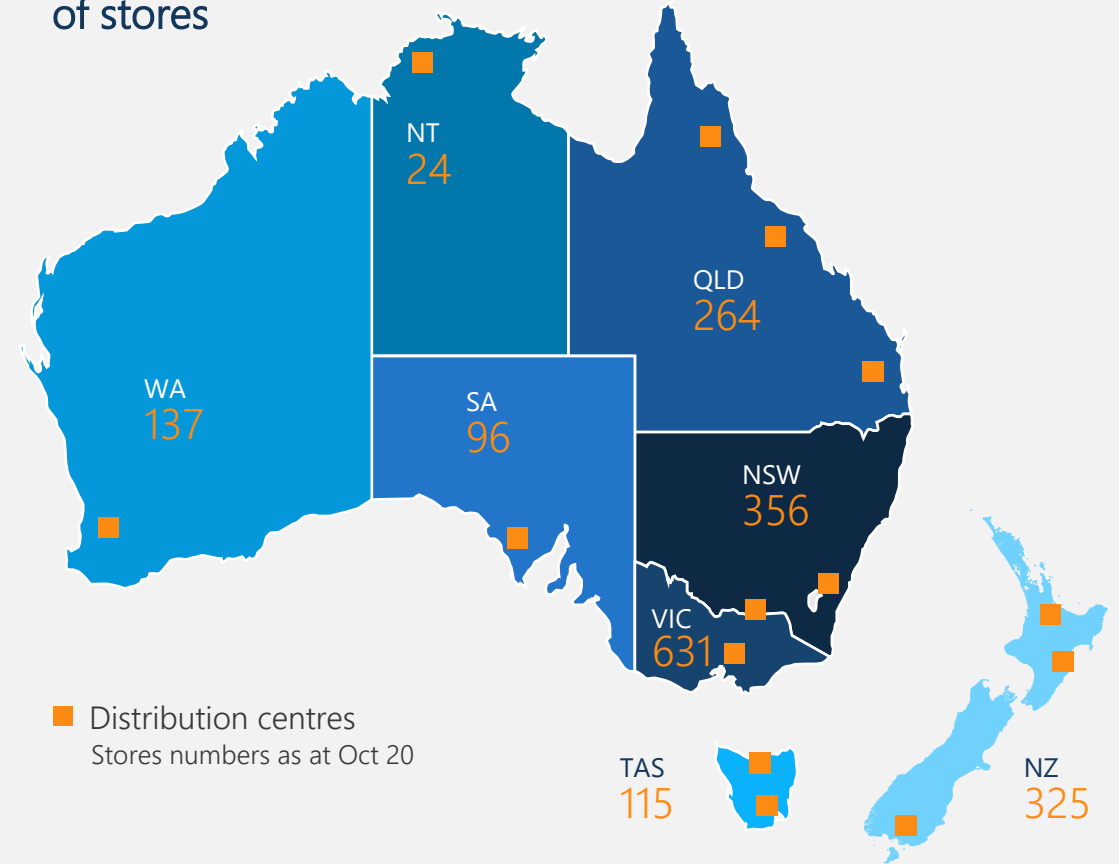 of stores
NT
24
QLD
264
WA
137
SA
96
NSW
356
VIC
631
Distribution centres
Stores numbers as at Oct 20
TAS
115
NZ
325